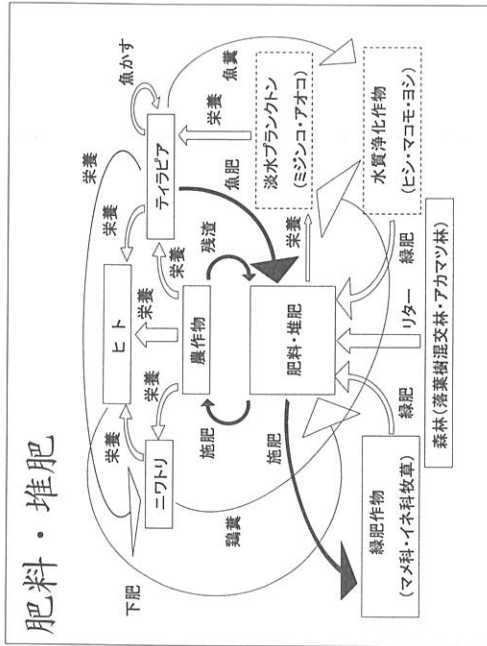 肥料・堆肥
ヒト
栄養
栄養
栄養
栄養
ニワトリ
農作物
ティラピア
魚かす
栄養
栄養
栄養
残渣
魚肥
栄養
魚糞
下肥
鶏糞
施肥
施肥
肥料・堆肥
栄養
淡水プランクトン
(ミジンコ・アオコ)
緑肥作物
(マメ科・イネ科牧草)
緑肥
リター
緑肥
水質浄化作物
(ヒシ・マコモ・ヨシ)
森林(落葉樹混交林・アカマツ林)